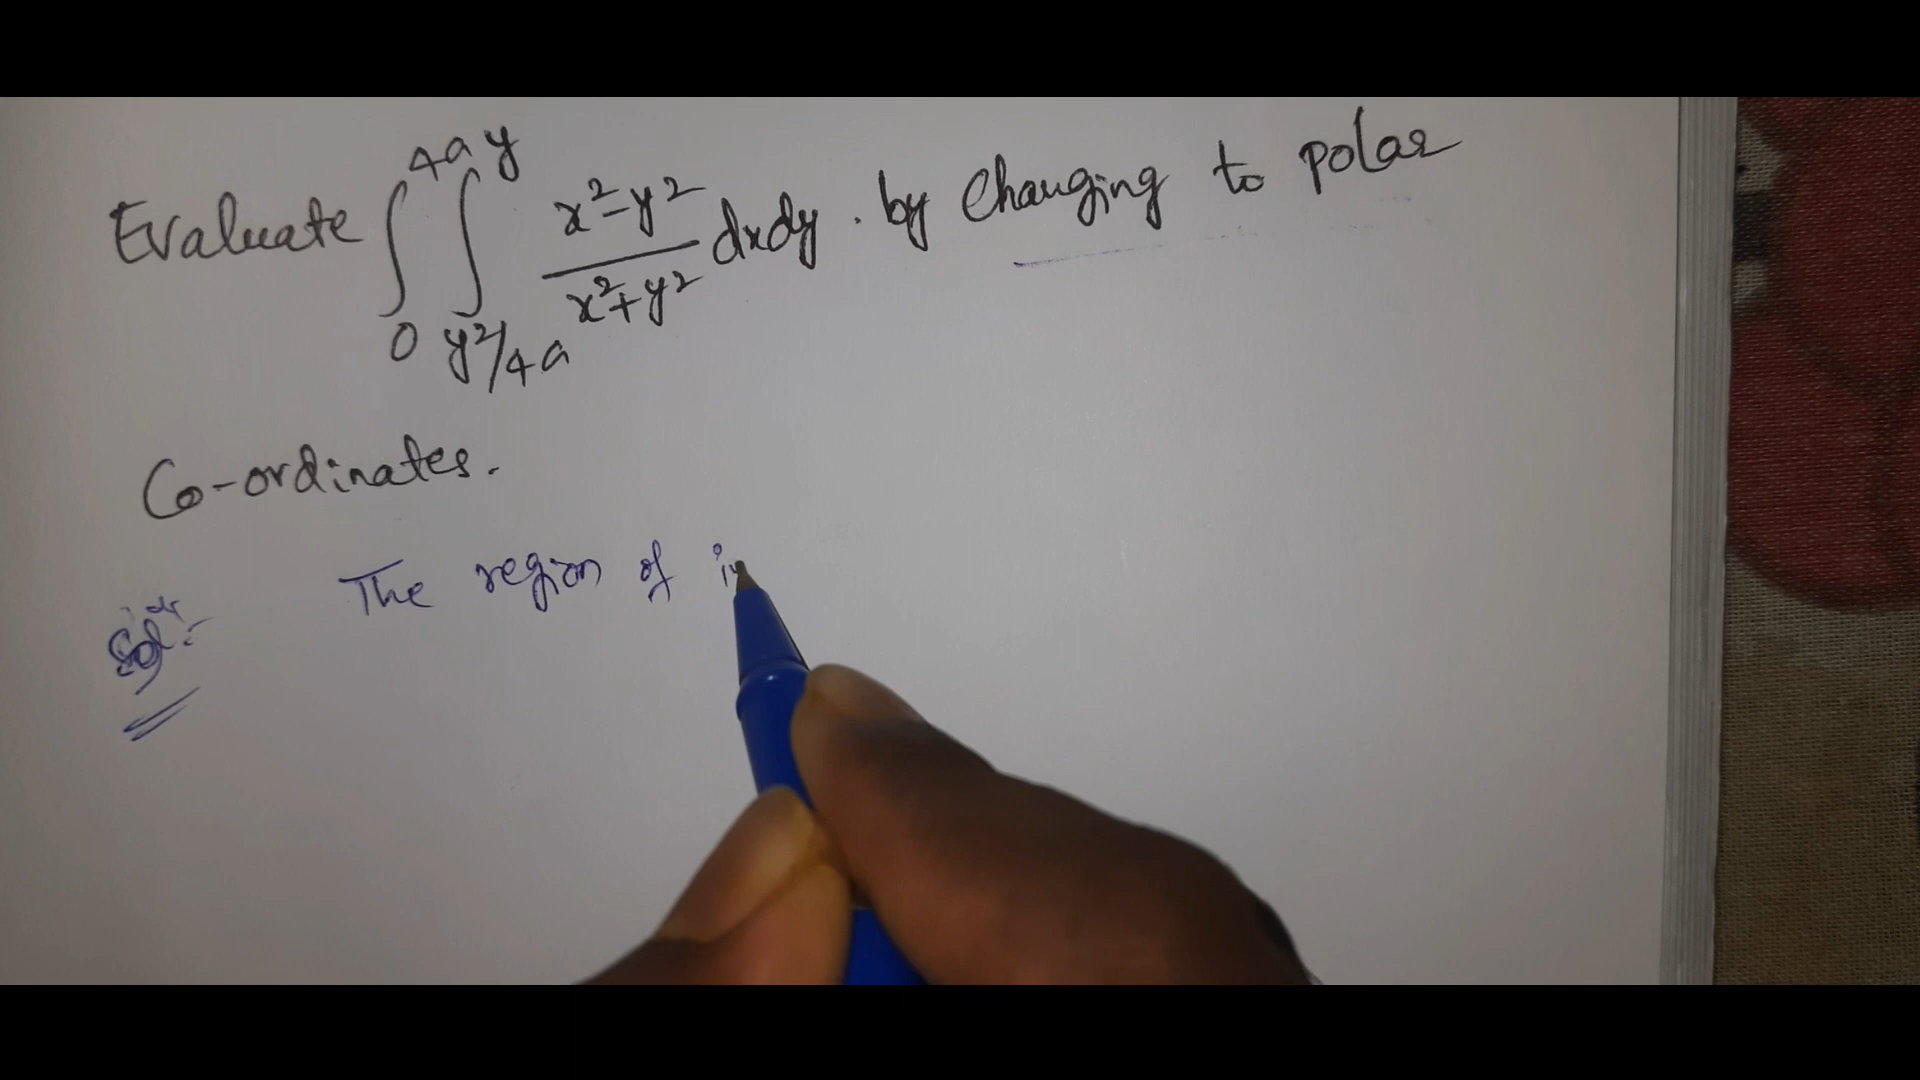 Evaluate ∫₀^{4a} ∫_{y²/4a}^{y} (x²-y²)/(x²+y²) dxdy. by changing to polar
Co-ordinates.
Sol:- The region of